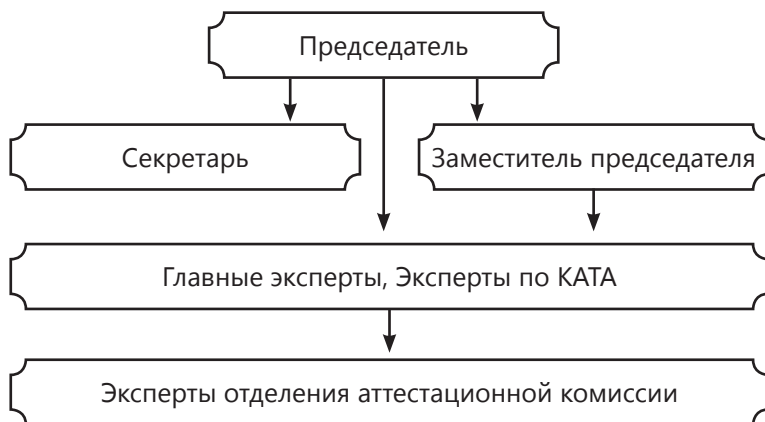 Председатель
Секретарь
Заместитель председателя
Главные эксперты, Эксперты по КАТА
Эксперты отделения аттестационной комиссии